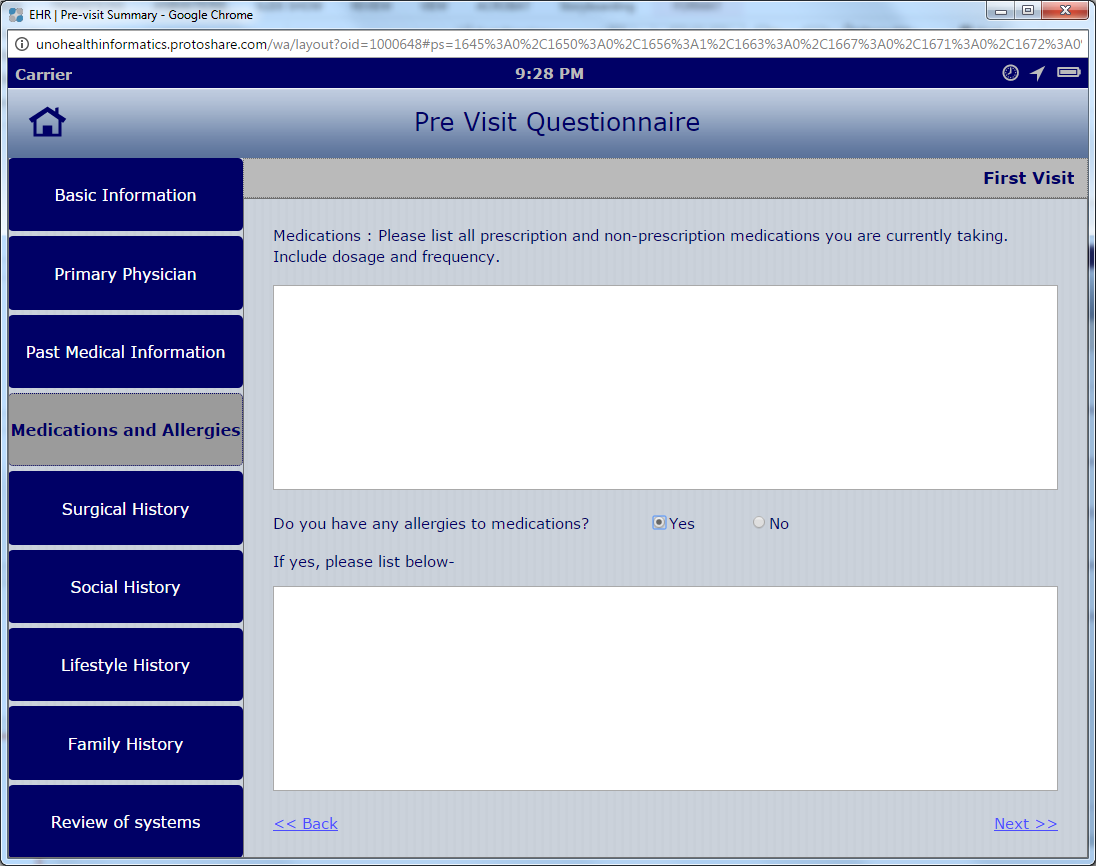 EHR | Pre-visit Summary - Google Chrome
unohealthinformatics.protoshare.com/wa/layout?oid=1000648#ps=1645%3A0%2C1650%3A0%2C1656%3A1%2C1663%3A0%2C1667%3A0%2C1671%3A0%2C1672%3A0%
Carrier 9:28 PM
Pre Visit Questionnaire
First Visit
Basic Information
Primary Physician
Past Medical Information
Medications and Allergies
Surgical History
Social History
Lifestyle History
Family History
Review of systems
Medications : Please list all prescription and non-prescription medications you are currently taking.
Include dosage and frequency.
Do you have any allergies to medications? Yes No
If yes, please list below-
<< Back Next >>